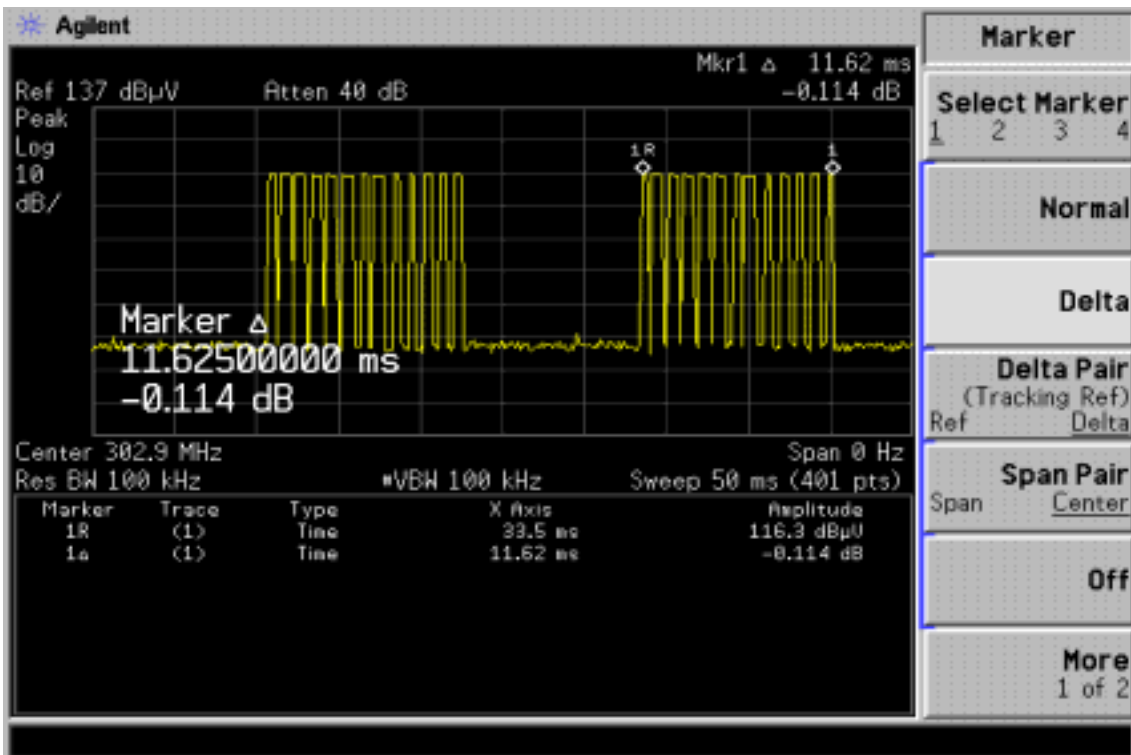 Agilent
Marker
Mkr1 Δ 11.62 ms
Ref 137 dBµV Atten 40 dB -0.114 dB
Peak
Log
10
dB/
1R 1
Marker Δ
11.62500000 ms
-0.114 dB
Center 302.9 MHz Span 0 Hz
Res BW 100 kHz #VBW 100 kHz Sweep 50 ms (401 pts)
Marker Trace Type X Axis Amplitude
1R (1) Time 33.5 ms 116.3 dBµV
1Δ (1) Time 11.62 ms -0.114 dB
Select Marker
1 2 3 4
Normal
Delta
Delta Pair
(Tracking Ref)
Ref Delta
Span Pair
Span Center
Off
More
1 of 2